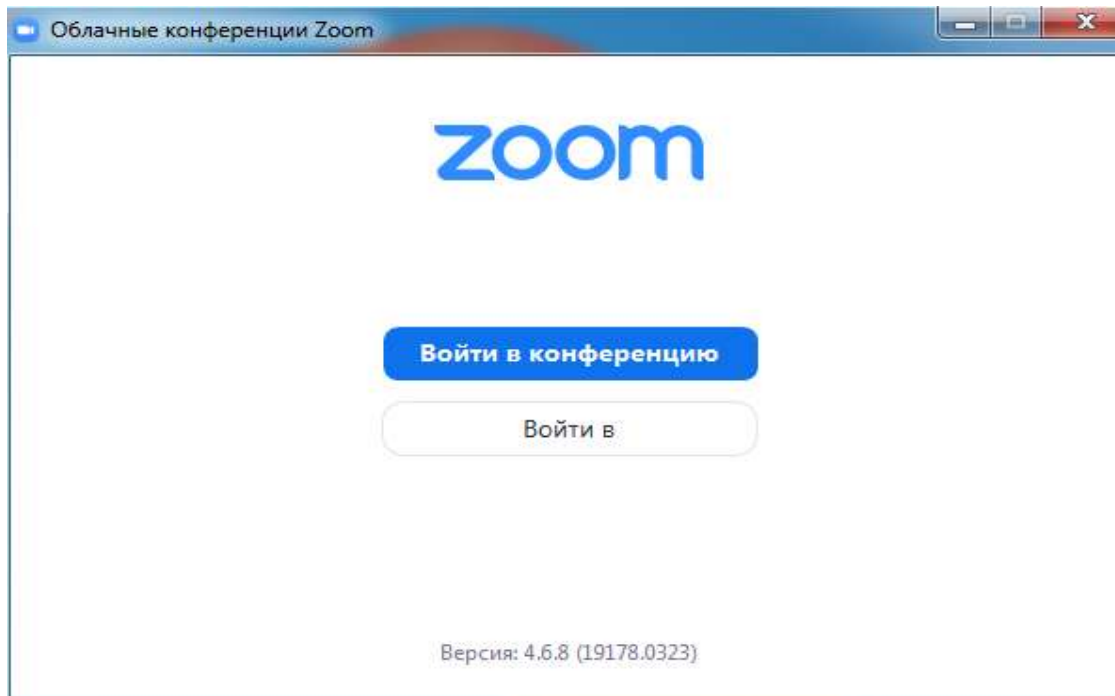 Облачные конференции Zoom
zoom
Войти в конференцию
Войти в
Версия: 4.6.8 (19178.0323)